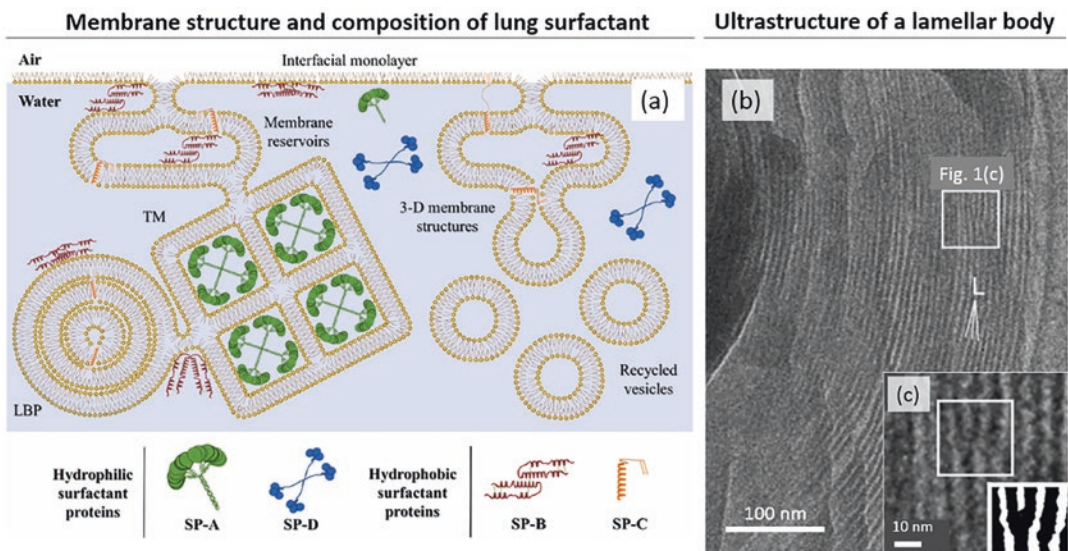 Membrane structure and composition of lung surfactant
Ultrastructure of a lamellar body
Air
Interfacial monolayer
Water
(a)
Membrane
reservoirs
TM
3-D membrane
structures
Recycled
vesicles
LBP
Hydrophilic
surfactant
proteins
SP-A
SP-D
Hydrophobic
surfactant
proteins
SP-B
SP-C
(b)
Fig. 1(c)
L
100 nm
(c)
10 nm